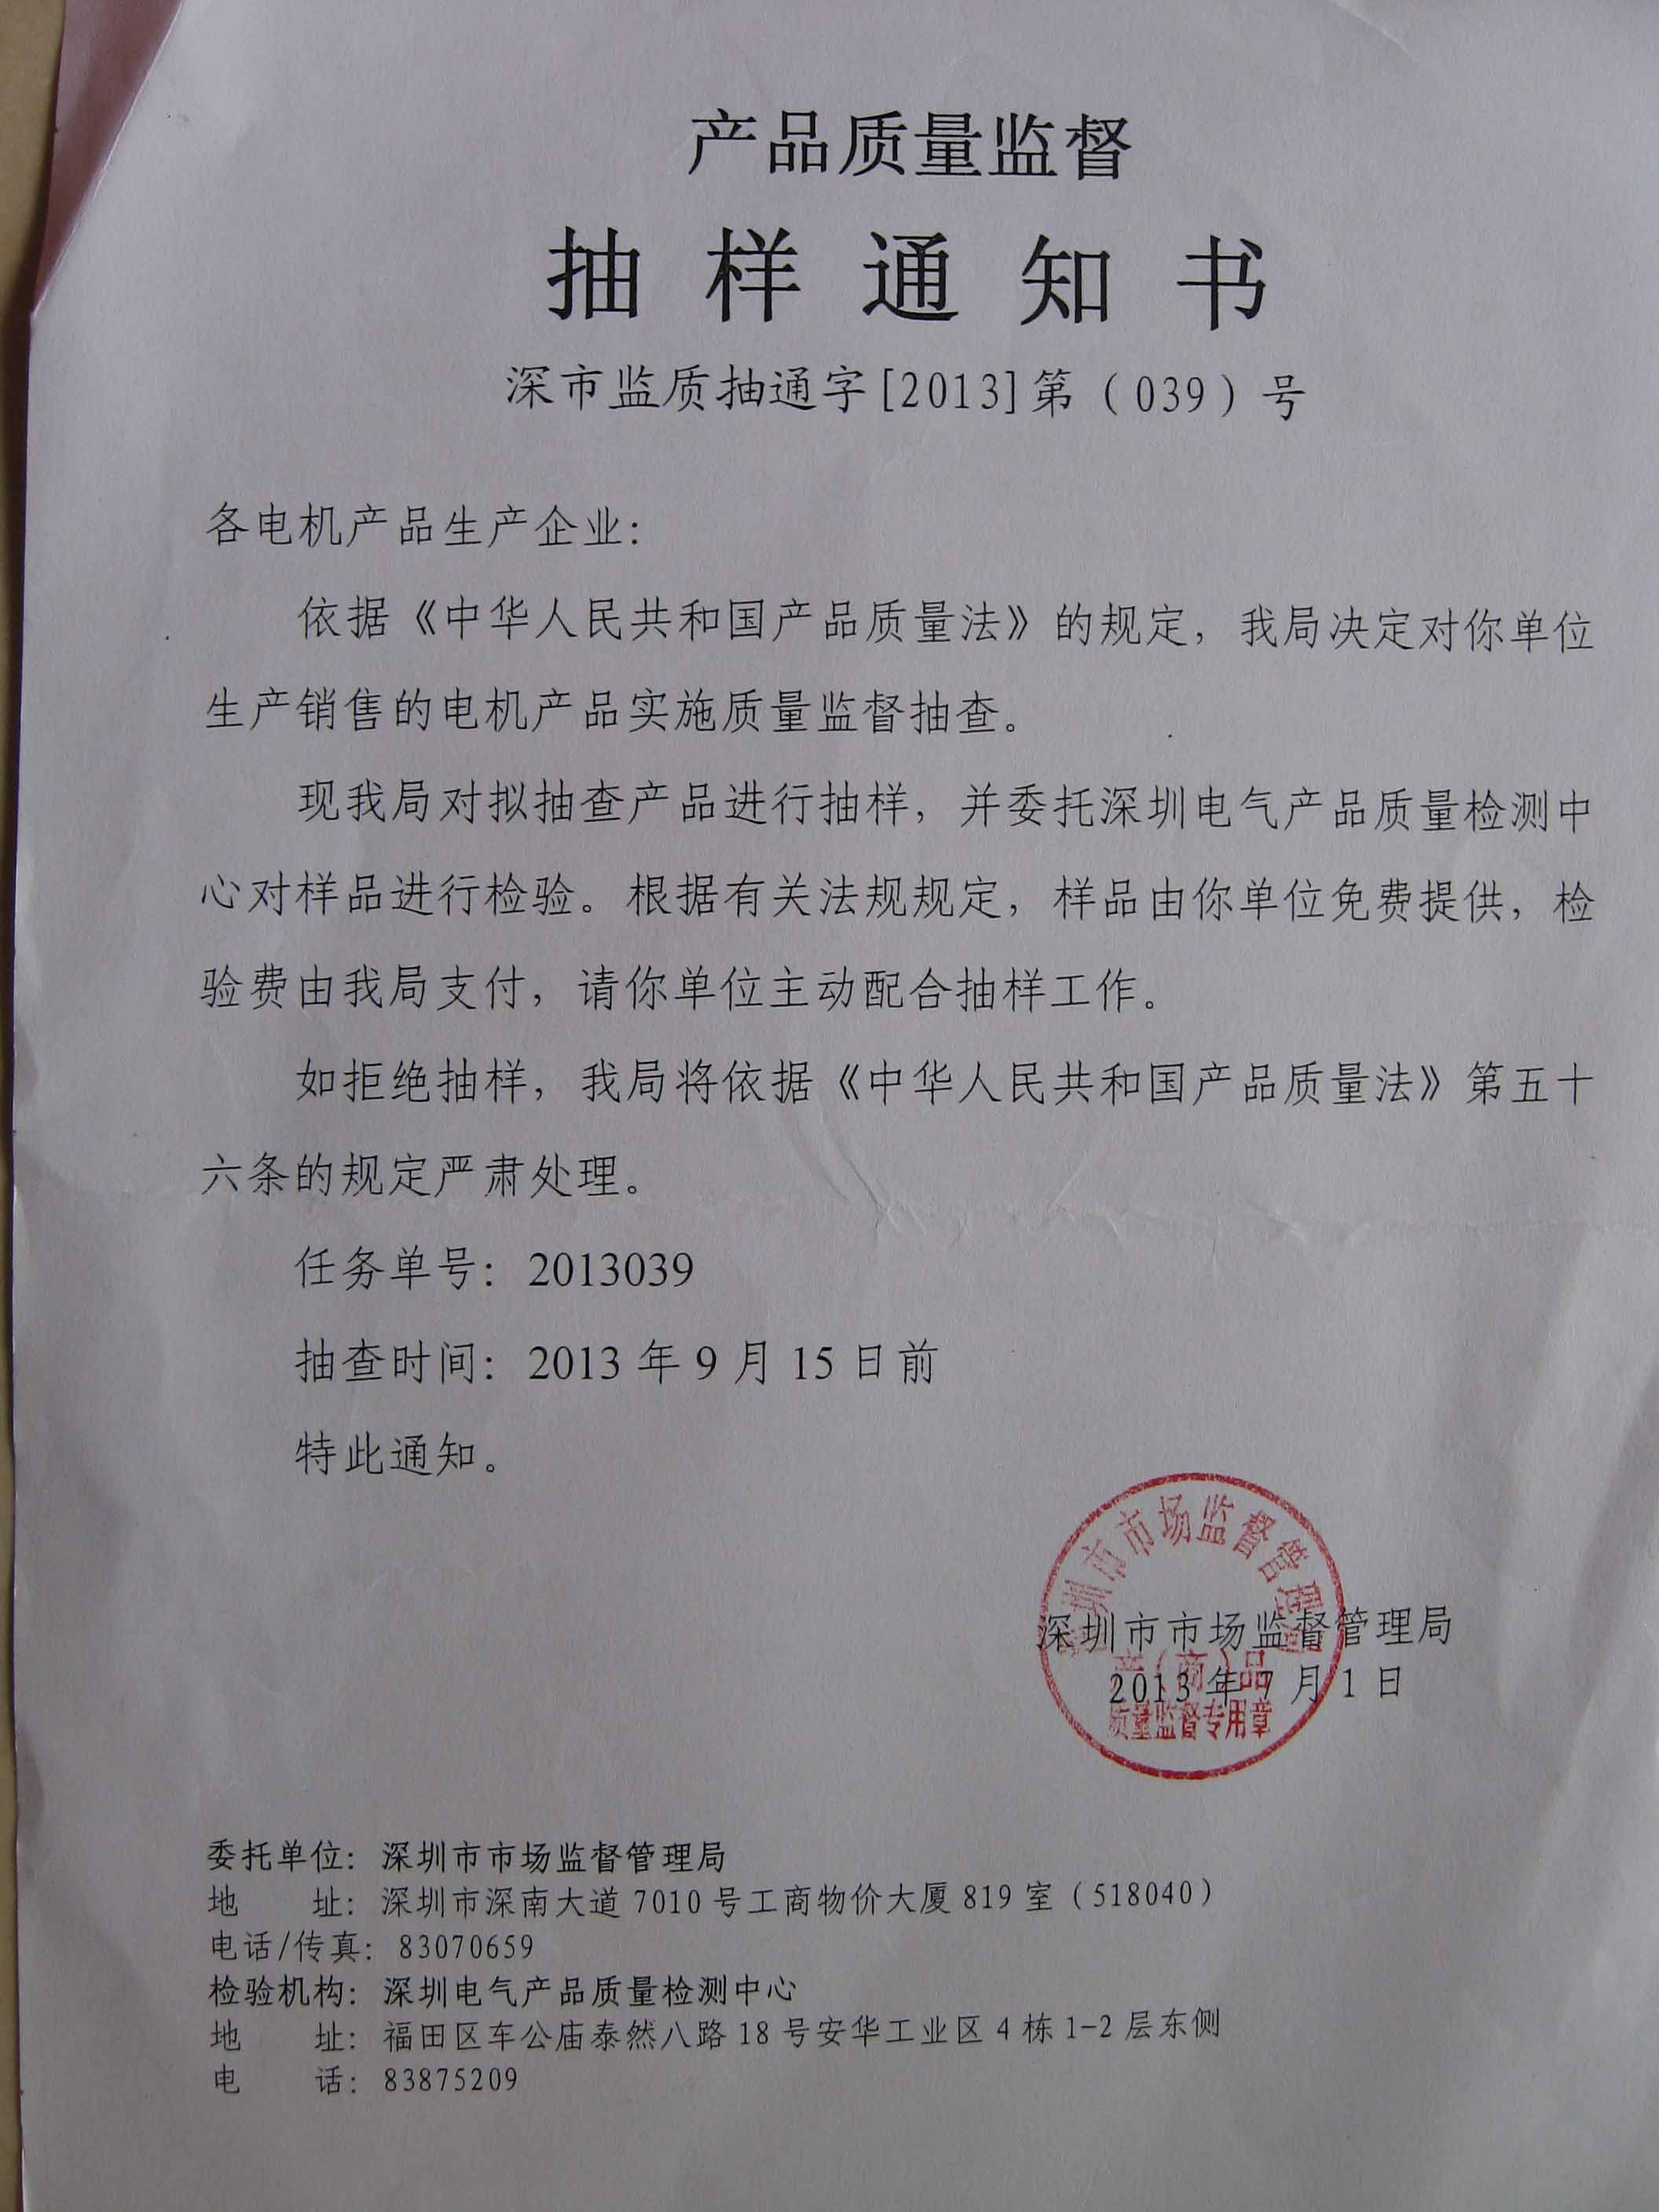 产品质量监督
抽样通知书
深市监质抽通字[2013]第（039）号
各电机产品生产企业：
依据《中华人民共和国产品质量法》的规定，我局决定对你单位
生产销售的电机产品实施质量监督抽查。
现我局对拟抽查产品进行抽样，并委托深圳电气产品质量检测中
心对样品进行检验。根据有关法规规定，样品由你单位免费提供，检
验费由我局支付，请你单位主动配合抽样工作。
如拒绝抽样，我局将依据《中华人民共和国产品质量法》第五十
六条的规定严肃处理。
任务单号：2013039
抽查时间：2013年9月15日前
特此通知。
深圳市市场监督管理局
深圳市市场监督管理局
产（商）品
2013年7月1日
质量监督专用章
委托单位：深圳市市场监督管理局
地　　址：深圳市深南大道7010号工商物价大厦819室（518040）
电话/传真：83070659
检验机构：深圳电气产品质量检测中心
地　　址：福田区车公庙泰然八路18号安华工业区4栋1-2层东侧
电　　话：83875209